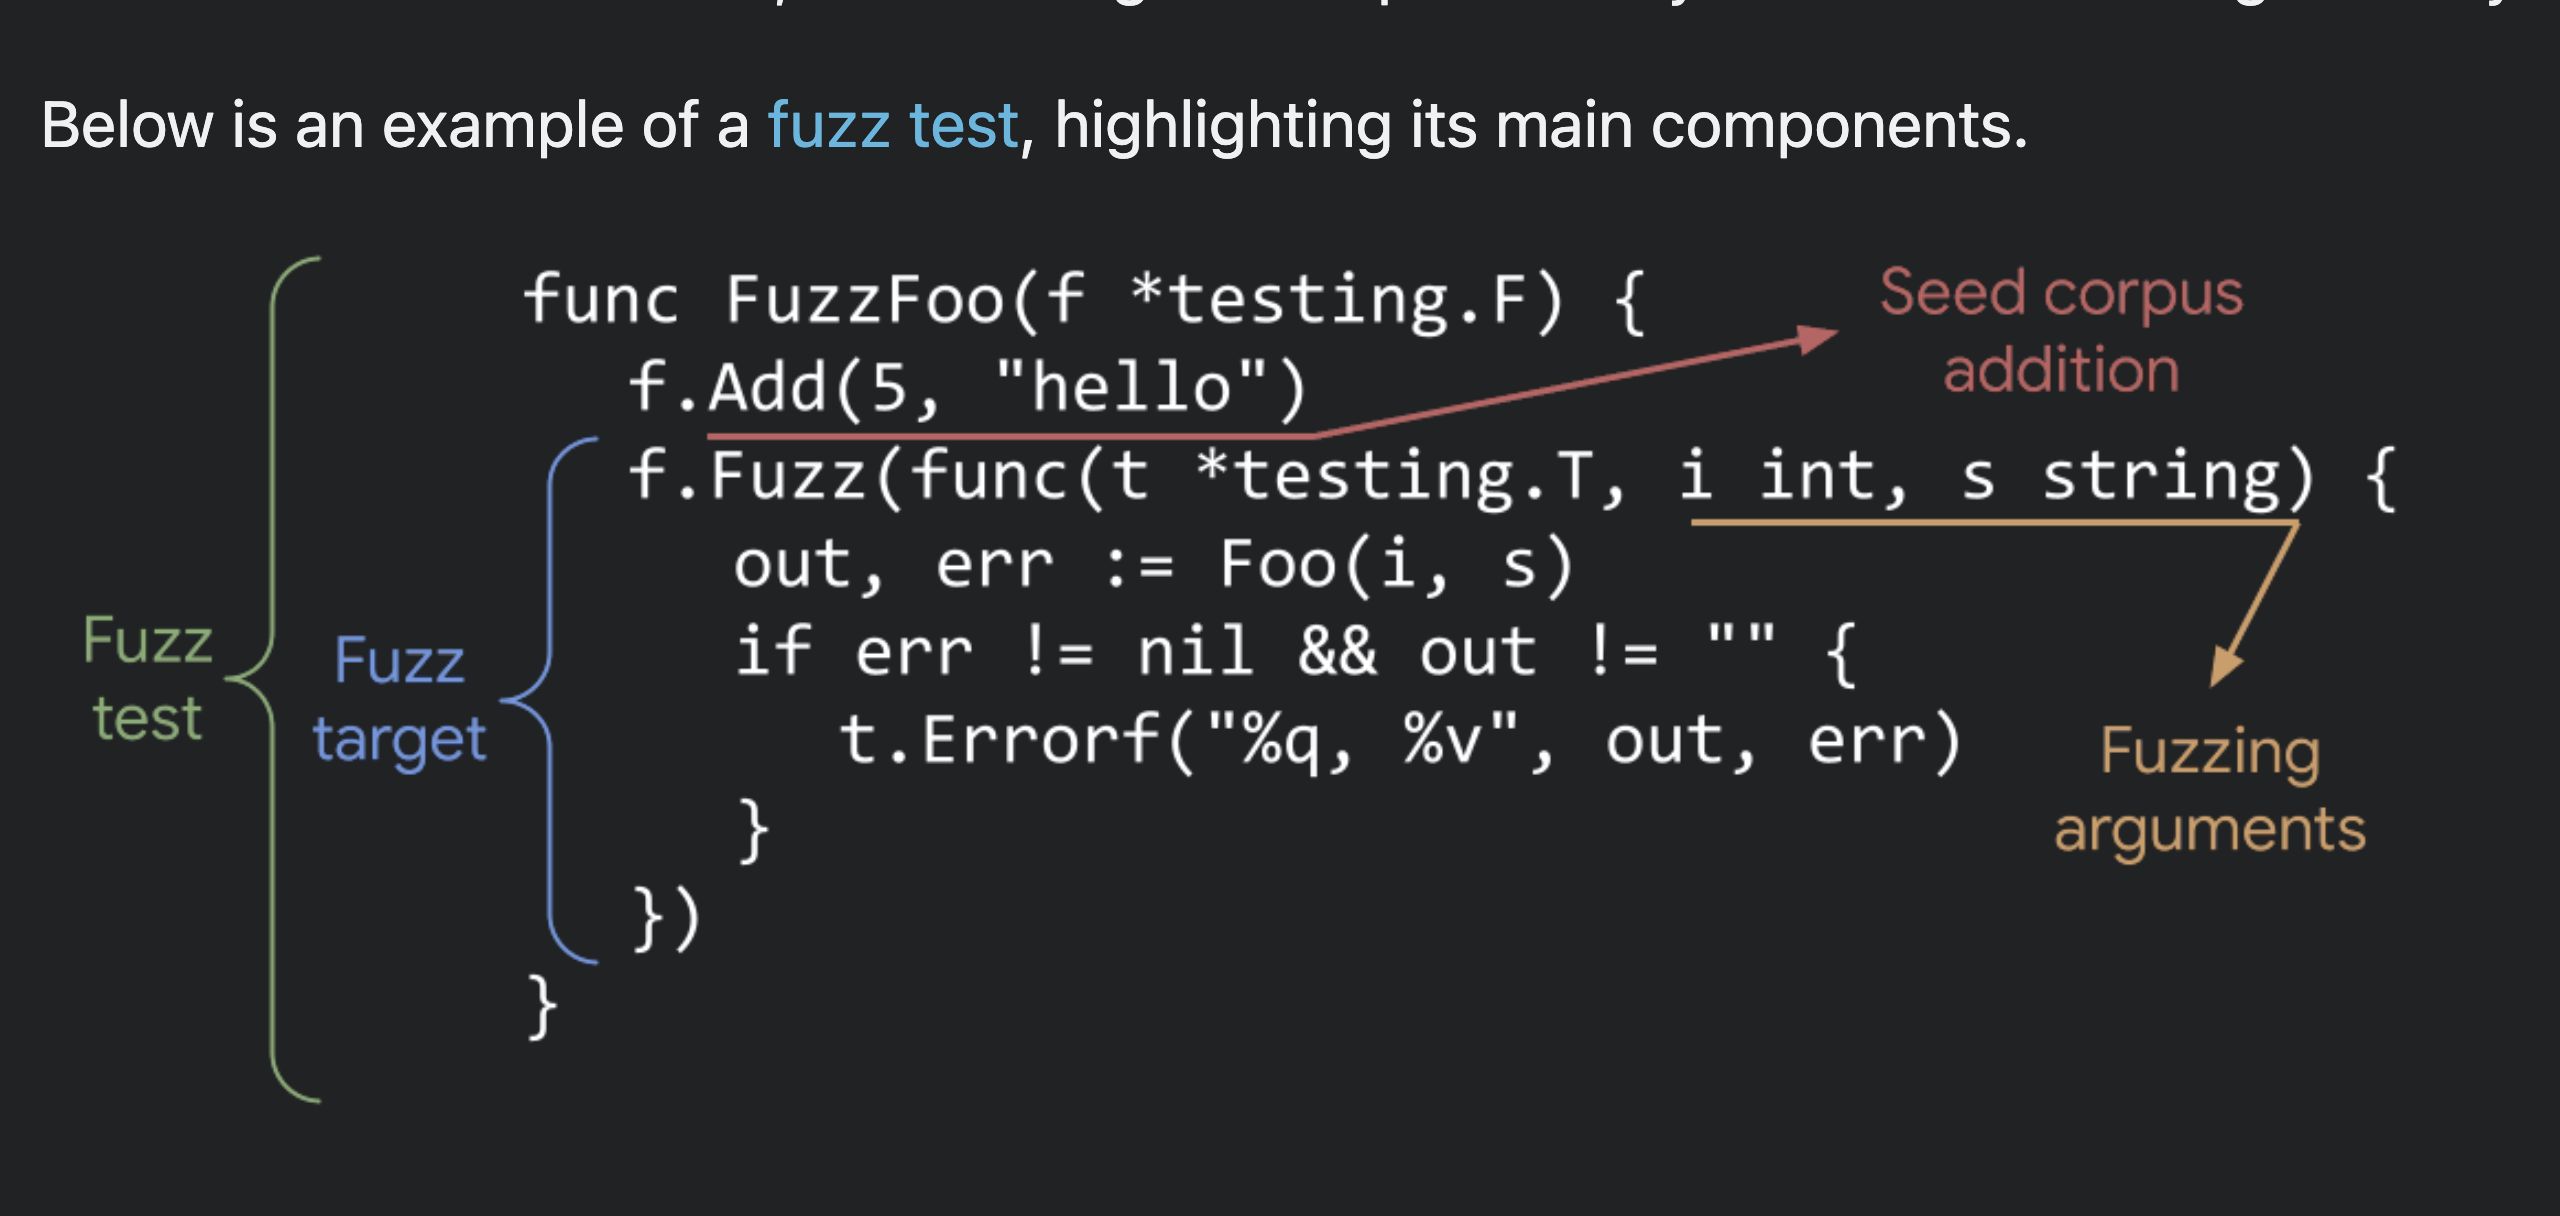 Below is an example of a fuzz test, highlighting its main components.
func FuzzFoo(f *testing.F) {
f.Add(5, "hello")
f.Fuzz(func(t *testing.T, i int, s string) {
out, err := Foo(i, s)
if err != nil && out != "" {
t.Errorf("%q, %v", out, err)
}
})
}
Seed corpus
addition
Fuzz
test
Fuzz
target
Fuzzing
arguments